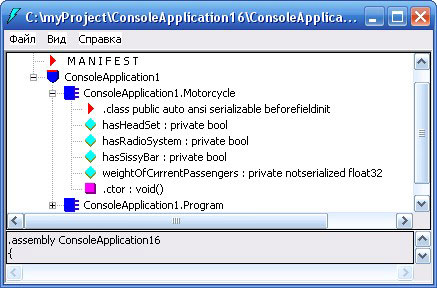 C:\myProject\ConsoleApplication16\ConsoleApplica...
Файл Вид Справка
M A N I F E S T
ConsoleApplication1
ConsoleApplication1.Motorcycle
.class public auto ansi serializable beforefieldinit
hasHeadSet : private bool
hasRadioSystem : private bool
hasSissyBar : private bool
weightOfCurrentPassengers : private notserialized float32
.ctor : void()
ConsoleApplication1.Program
.assembly ConsoleApplication16
{